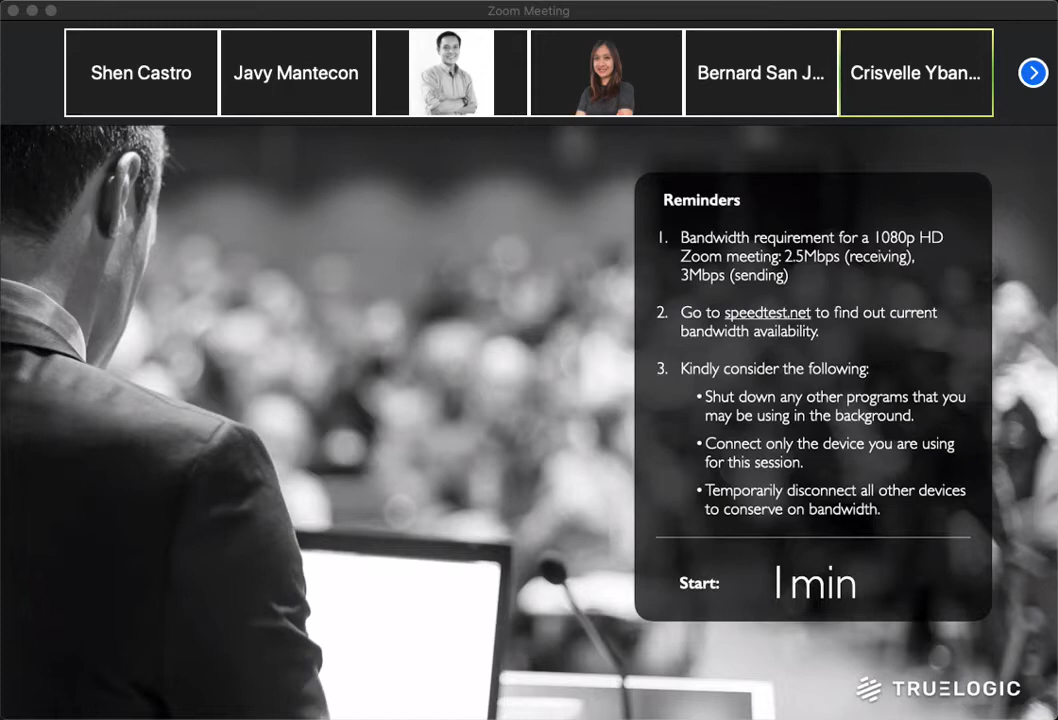 Zoom Meeting
Shen Castro
Javy Mantecon
Bernard San J...
Crisvelle Yban...
Reminders
1. Bandwidth requirement for a 1080p HD
Zoom meeting: 2.5Mbps (receiving),
3Mbps (sending)
2. Go to speedtest.net to find out current
bandwidth availability.
3. Kindly consider the following:
• Shut down any other programs that you
may be using in the background.
• Connect only the device you are using
for this session.
• Temporarily disconnect all other devices
to conserve on bandwidth.
Start: 1 min
TRUELOGIC